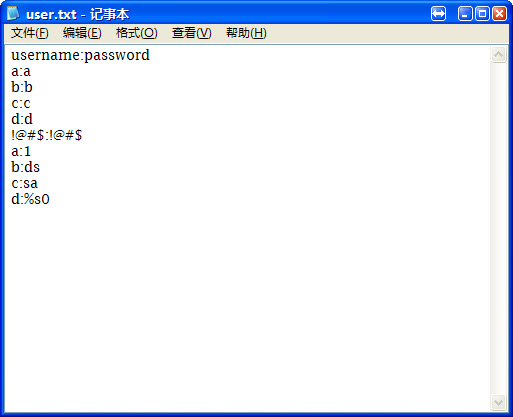 user.txt - 记事本
文件(F) 编辑(E) 格式(O) 查看(V) 帮助(H)
username:password
a:a
b:b
c:c
d:d
!@#$:!@#$
a:1
b:ds
c:sa
d:%s0